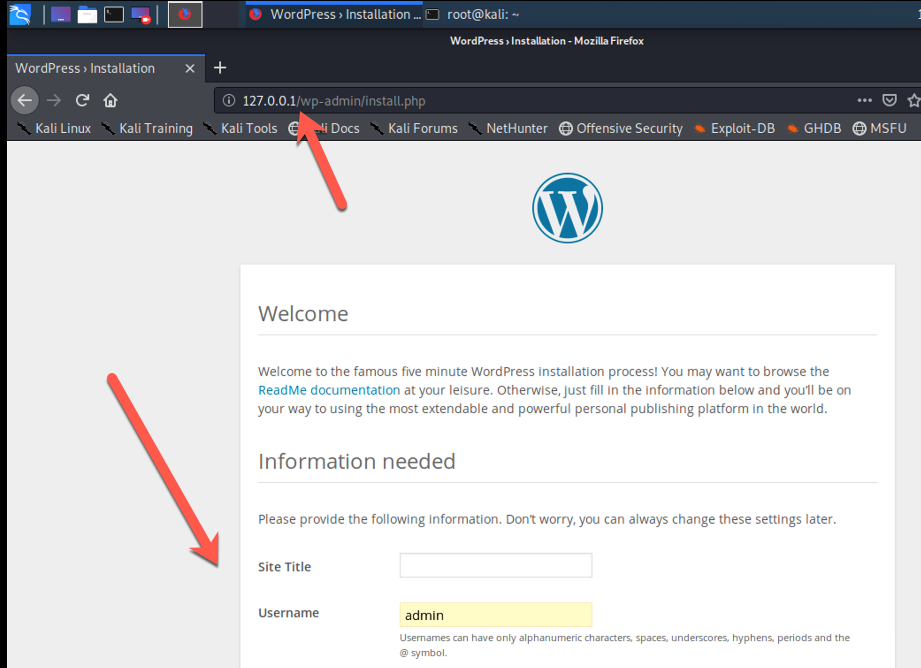 WordPress › Installation ...
root@kali: ~
WordPress › Installation - Mozilla Firefox
WordPress › Installation
127.0.0.1/wp-admin/install.php
Kali Linux Kali Training Kali Tools Docs Kali Forums NetHunter Offensive Security Exploit-DB GHDB MSFU
Welcome
Welcome to the famous five minute WordPress installation process! You may want to browse the
ReadMe documentation at your leisure. Otherwise, just fill in the information below and you’ll be on
your way to using the most extendable and powerful personal publishing platform in the world.
Information needed
Please provide the following information. Don’t worry, you can always change these settings later.
Site Title
Username admin
Usernames can have only alphanumeric characters, spaces, underscores, hyphens, periods and the
@ symbol.